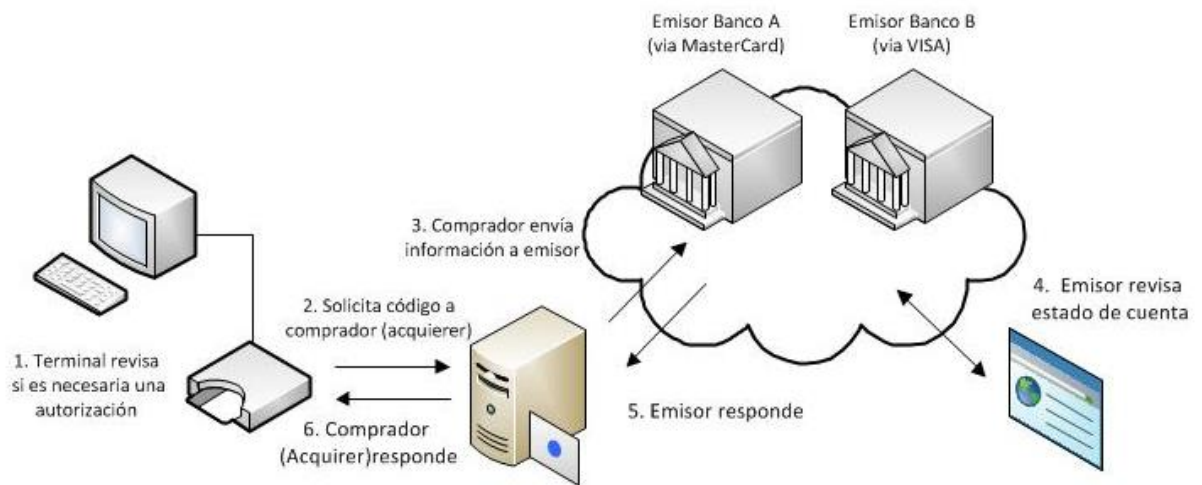 Emisor Banco A
(via MasterCard)
Emisor Banco B
(via VISA)
3. Comprador envía
información a emisor
4. Emisor revisa
estado de cuenta
2. Solicita código a
comprador (acquierer)
1. Terminal revisa
si es necesaria una
autorización
5. Emisor responde
6. Comprador
(Acquirer)responde